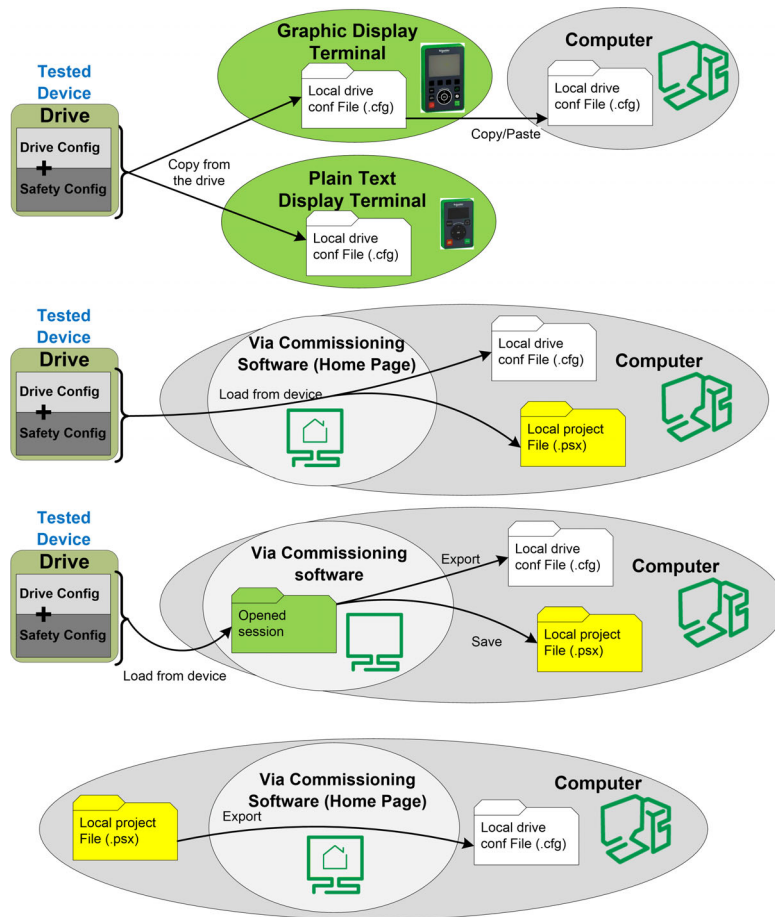 Graphic Display
Terminal
Computer
Tested
Device
Drive
Drive Config
+
Safety Config
Local drive
conf File (.cfg)
Local drive
conf File (.cfg)
Copy/Paste
Copy from
the drive
Plain Text
Display Terminal
Local drive
conf File (.cfg)
Tested
Device
Drive
Drive Config
+
Safety Config
Via Commissioning
Software (Home Page)
Load from device
Local drive
conf File (.cfg)
Computer
Local project
File (.psx)
Tested
Device
Drive
Drive Config
+
Safety Config
Load from device
Via Commissioning
software
Opened
session
Export
Save
Local drive
conf File (.cfg)
Computer
Local project
File (.psx)
Via Commissioning
Software (Home Page)
Computer
Local project
File (.psx)
Export
Local drive
conf File (.cfg)